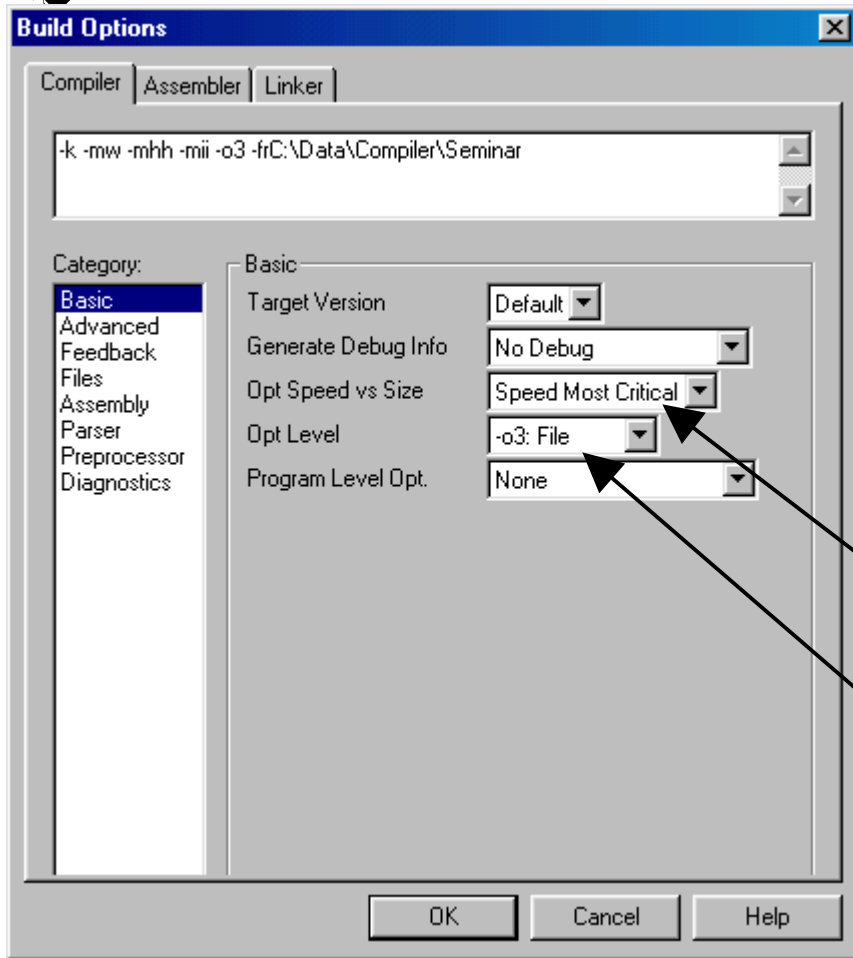 Build Options
Compiler Assembler Linker
-k -mw -mhh -mii -o3 -frC:\Data\Compiler\Seminar
Category:
Basic
Advanced
Feedback
Files
Assembly
Parser
Preprocessor
Diagnostics
Basic
Target Version Default
Generate Debug Info No Debug
Opt Speed vs Size Speed Most Critical
Opt Level -o3: File
Program Level Opt. None
OK Cancel Help